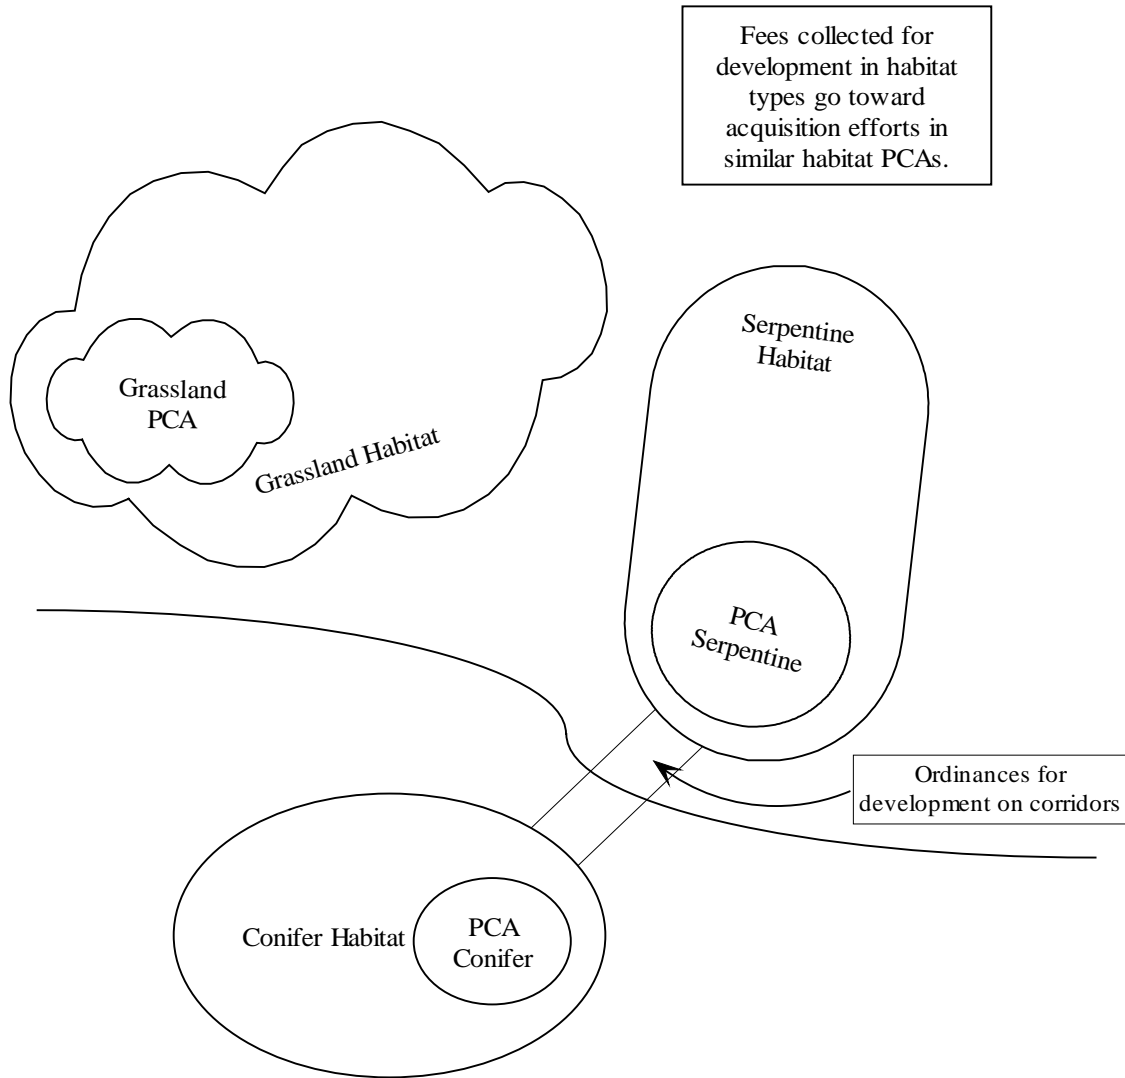 Fees collected for
development in habitat
types go toward
acquisition efforts in
similar habitat PCAs.
Serpentine
Habitat
Grassland
PCA
Grassland Habitat
PCA
Serpentine
Ordinances for
development on corridors
Conifer Habitat
PCA
Conifer